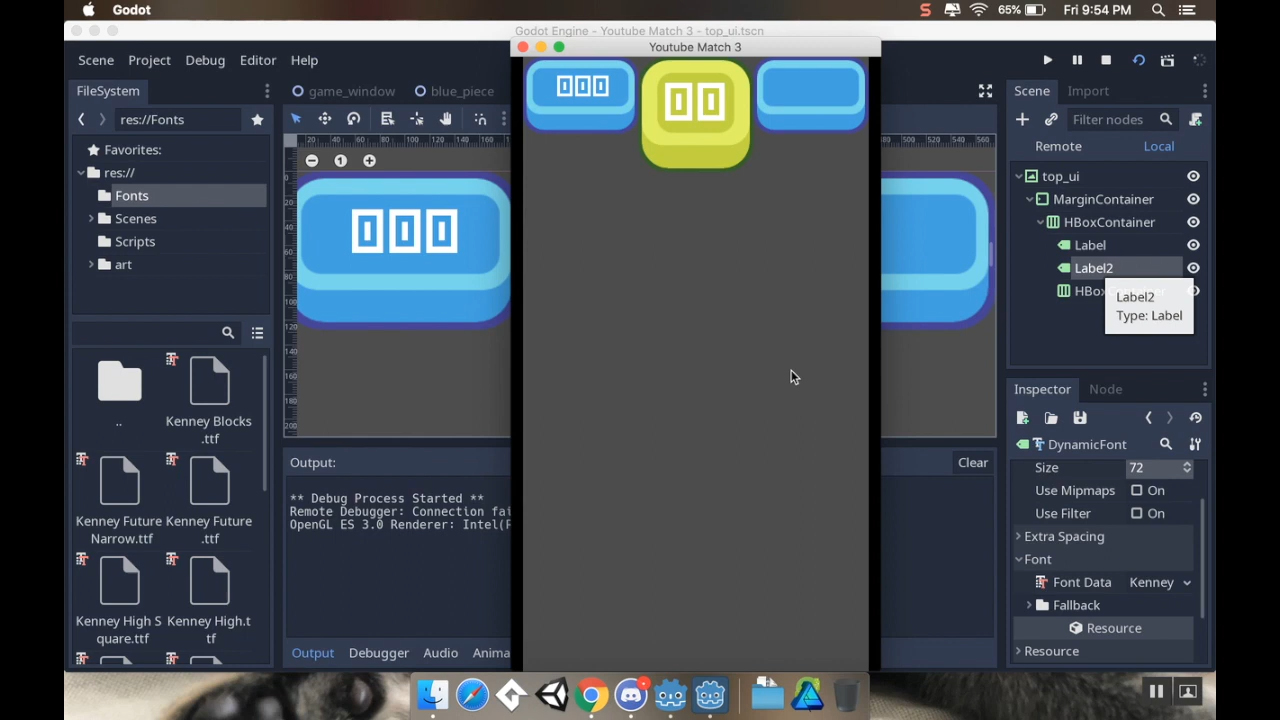 Godot
65%
Fri 9:54 PM
Godot Engine - Youtube Match 3 - top_ui.tscn
Youtube Match 3
Scene Project Debug Editor Help
FileSystem
res://Fonts
Favorites:
res://
Fonts
Scenes
Scripts
art
..
Kenney Blocks
.ttf
Kenney Future
Narrow.ttf
Kenney Future
.ttf
Kenney High S
quare.ttf
Kenney High.t
tf
game_window
blue_piece
000
00
Output:
Clear
** Debug Process Started **
Remote Debugger: Connection fai
OpenGL ES 3.0 Renderer: Intel(R
Output Debugger Audio Anima
Scene Import
Filter nodes
Remote Local
top_ui
MarginContainer
HBoxContainer
Label
Label2
Label2
Type: Label
Inspector Node
DynamicFont
Size 72
Use Mipmaps On
Use Filter On
Extra Spacing
Font
Font Data Kenney
Fallback
Resource
Resource